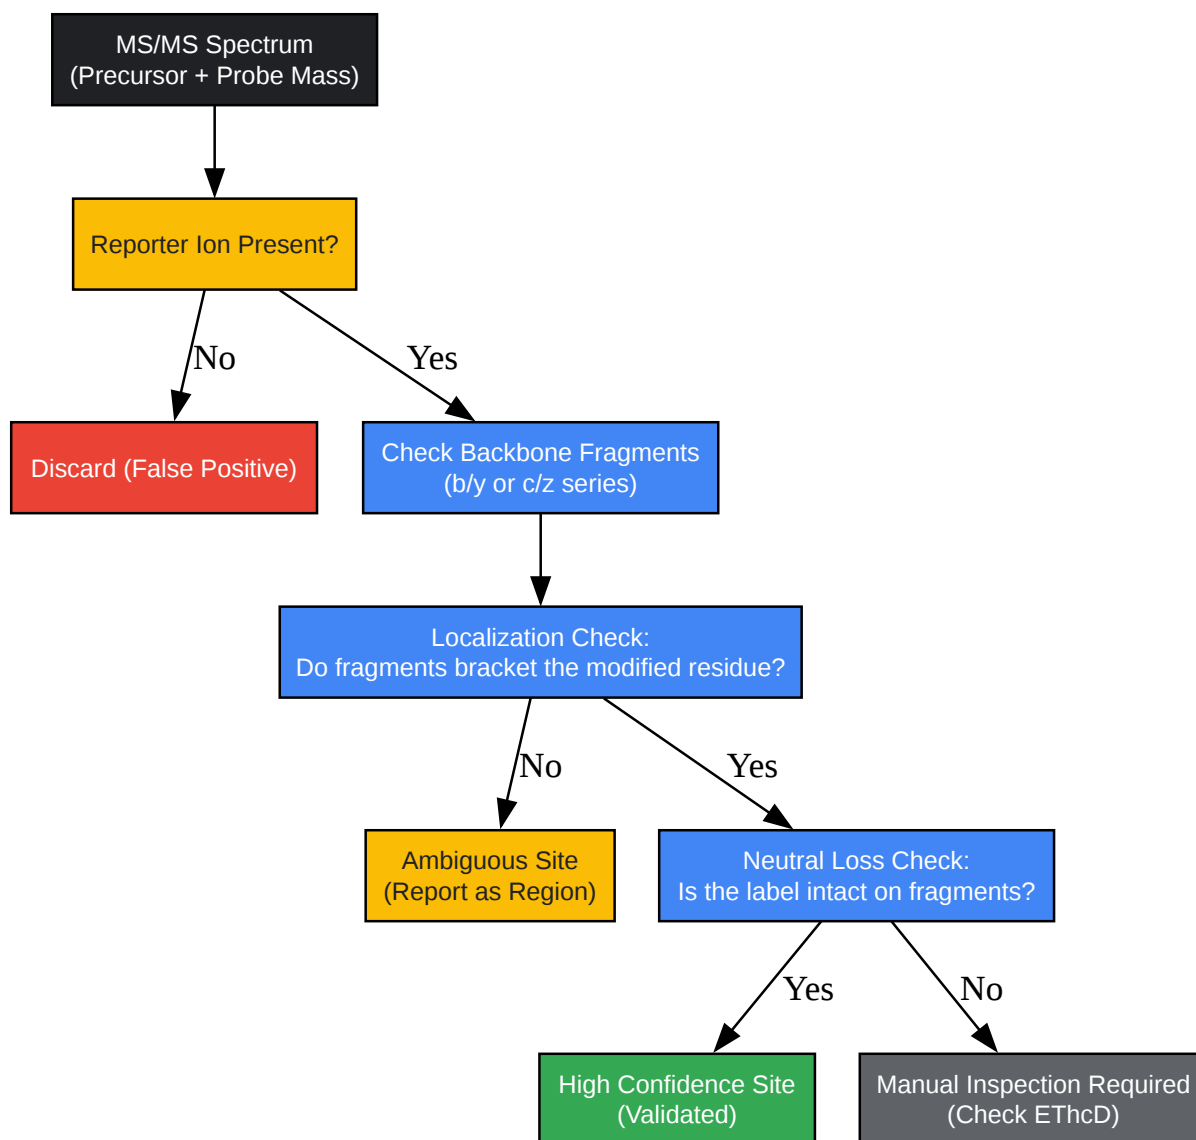 MS/MS Spectrum
(Precursor + Probe Mass)
Reporter Ion Present?
No
Yes
Discard (False Positive)
Check Backbone Fragments
(b/y or c/z series)
Localization Check:
Do fragments bracket the modified residue?
No
Yes
Ambiguous Site
(Report as Region)
Neutral Loss Check:
Is the label intact on fragments?
Yes
No
High Confidence Site
(Validated)
Manual Inspection Required
(Check EThcD)